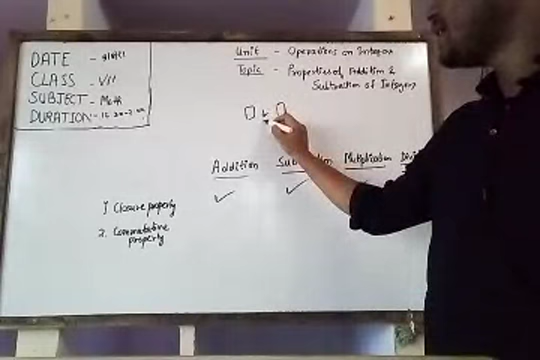 DATE -
CLASS - VII
SUBJECT - Math
DURATION -
Unit - Operations on Integers
Topic - Properties of Addition &
Subtraction of Integers
Addition Multiplication
✓ ✓
1 Closure property
2. Commutative
property